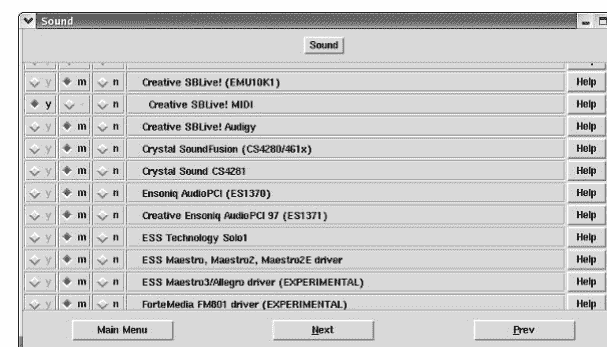 Sound
Sound
y m n Creative SBLive! (EMU10K1) Help
y - n Creative SBLive! MIDI Help
y m n Creative SBLive! Audigy Help
y m n Crystal SoundFusion (CS4280/461x) Help
y m n Crystal Sound CS4281 Help
y m n Ensoniq AudioPCI (ES1370) Help
y m n Creative Ensoniq AudioPCI 97 (ES1371) Help
y m n ESS Technology Solo1 Help
y m n ESS Maestro, Maestro2, Maestro2E driver Help
y m n ESS Maestro3/Allegro driver (EXPERIMENTAL) Help
y m n ForteMedia FM801 driver (EXPERIMENTAL) Help
Main Menu Next Prev